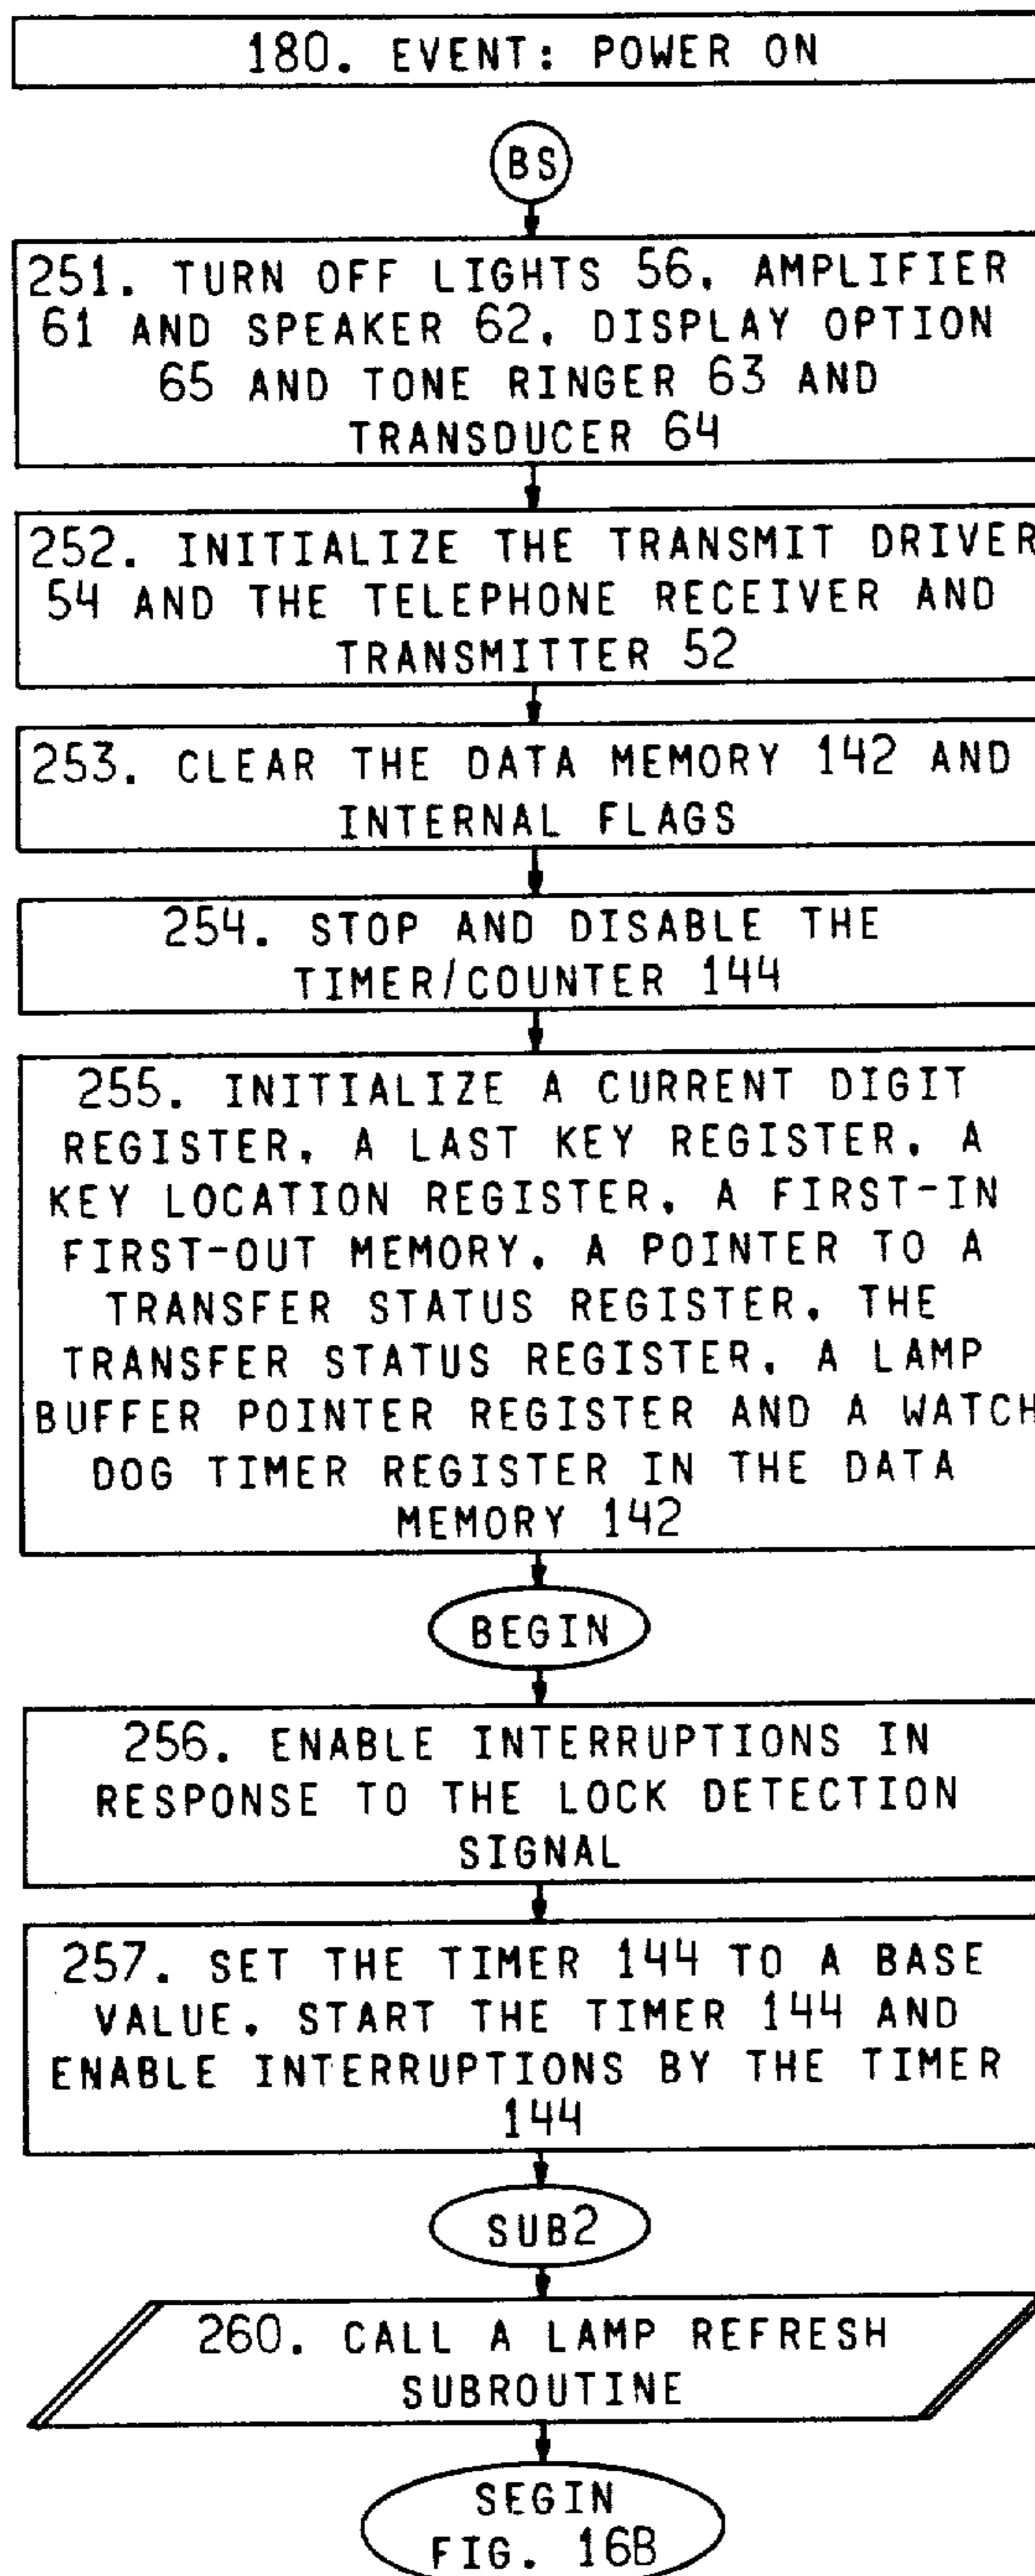 180. EVENT: POWER ON
BS
251. TURN OFF LIGHTS 56, AMPLIFIER
61 AND SPEAKER 62, DISPLAY OPTION
65 AND TONE RINGER 63 AND
TRANSDUCER 64
252. INITIALIZE THE TRANSMIT DRIVER
54 AND THE TELEPHONE RECEIVER AND
TRANSMITTER 52
253. CLEAR THE DATA MEMORY 142 AND
INTERNAL FLAGS
254. STOP AND DISABLE THE
TIMER/COUNTER 144
255. INITIALIZE A CURRENT DIGIT
REGISTER, A LAST KEY REGISTER, A
KEY LOCATION REGISTER, A FIRST-IN
FIRST-OUT MEMORY, A POINTER TO A
TRANSFER STATUS REGISTER, THE
TRANSFER STATUS REGISTER, A LAMP
BUFFER POINTER REGISTER AND A WATCH
DOG TIMER REGISTER IN THE DATA
MEMORY 142
BEGIN
256. ENABLE INTERRUPTIONS IN
RESPONSE TO THE LOCK DETECTION
SIGNAL
257. SET THE TIMER 144 TO A BASE
VALUE, START THE TIMER 144 AND
ENABLE INTERRUPTIONS BY THE TIMER
144
SUB2
260. CALL A LAMP REFRESH
SUBROUTINE
SEGIN
FIG. 16B